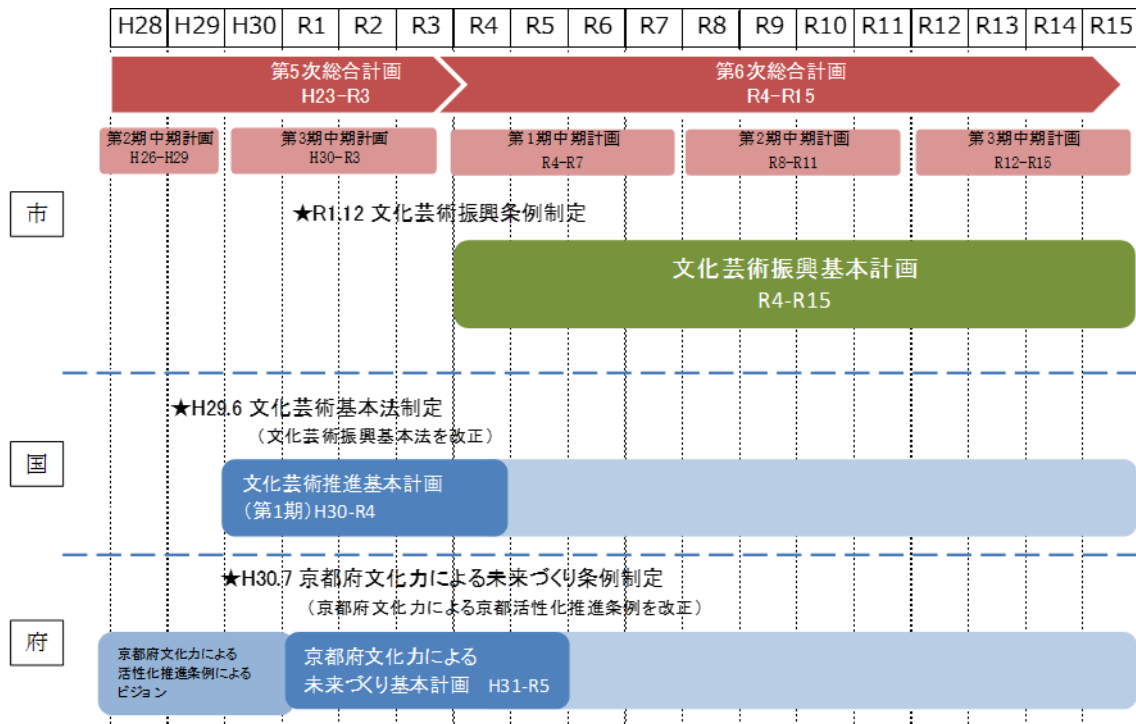 H28 H29 H30 R1 R2 R3 R4 R5 R6 R7 R8 R9 R10 R11 R12 R13 R14 R15
第5次総合計画
H23-R3
第6次総合計画
R4-R15
第2期中期計画
H26-H29
第3期中期計画
H30-R3
第1期中期計画
R4-R7
第2期中期計画
R8-R11
第3期中期計画
R12-R15
市
★R1.12 文化芸術振興条例制定
文化芸術振興基本計画
R4-R15
★H29.6 文化芸術基本法制定
(文化芸術振興基本法を改正)
国
文化芸術推進基本計画
(第1期)H30-R4
★H30.7 京都府文化力による未来づくり条例制定
(京都府文化力による京都活性化推進条例を改正)
府
京都府文化力による
活性化推進条例による
ビジョン
京都府文化力による
未来づくり基本計画 H31-R5